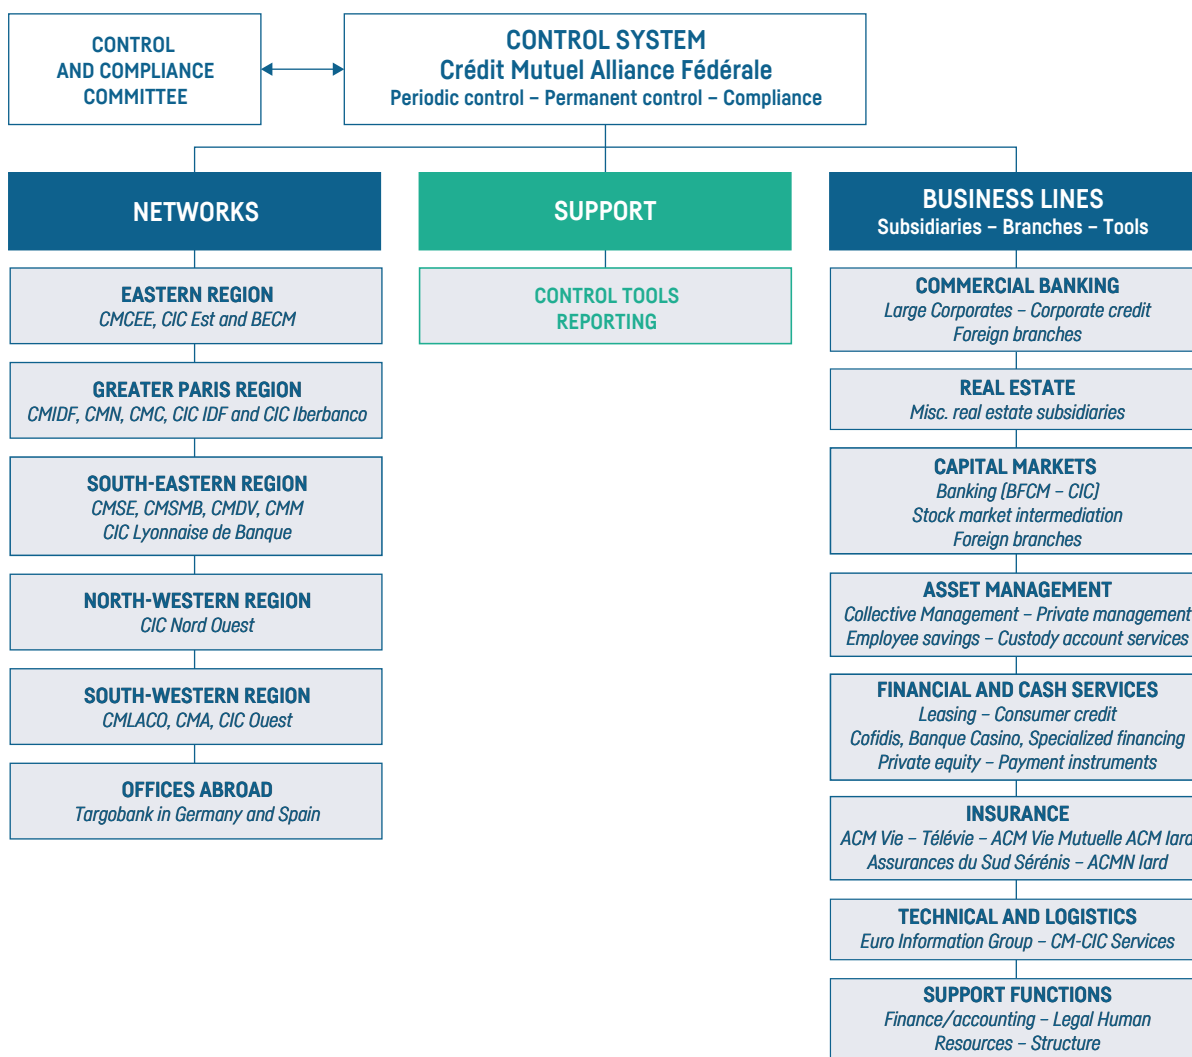 CONTROL
AND COMPLIANCE
COMMITTEE
CONTROL SYSTEM
Crédit Mutuel Alliance Fédérale
Periodic control – Permanent control – Compliance
NETWORKS
EASTERN REGION
CMCEE, CIC Est and BECM
GREATER PARIS REGION
CMIDF, CMN, CMC, CIC IDF and CIC Iberbanco
SOUTH-EASTERN REGION
CMSE, CMSMB, CMDV, CMM
CIC Lyonnaise de Banque
NORTH-WESTERN REGION
CIC Nord Ouest
SOUTH-WESTERN REGION
CMLACO, CMA, CIC Ouest
OFFICES ABROAD
Targobank in Germany and Spain
SUPPORT
CONTROL TOOLS
REPORTING
BUSINESS LINES
Subsidiaries – Branches – Tools
COMMERCIAL BANKING
Large Corporates – Corporate credit
Foreign branches
REAL ESTATE
Misc. real estate subsidiaries
CAPITAL MARKETS
Banking (BFCM – CIC)
Stock market intermediation
Foreign branches
ASSET MANAGEMENT
Collective Management – Private management
Employee savings – Custody account services
FINANCIAL AND CASH SERVICES
Leasing – Consumer credit
Cofidis, Banque Casino, Specialized financing
Private equity – Payment instruments
INSURANCE
ACM Vie – Télévie – ACM Vie Mutuelle ACM Iard
Assurances du Sud Sérénis – ACMN Iard
TECHNICAL AND LOGISTICS
Euro Information Group – CM-CIC Services
SUPPORT FUNCTIONS
Finance/accounting – Legal Human
Resources – Structure